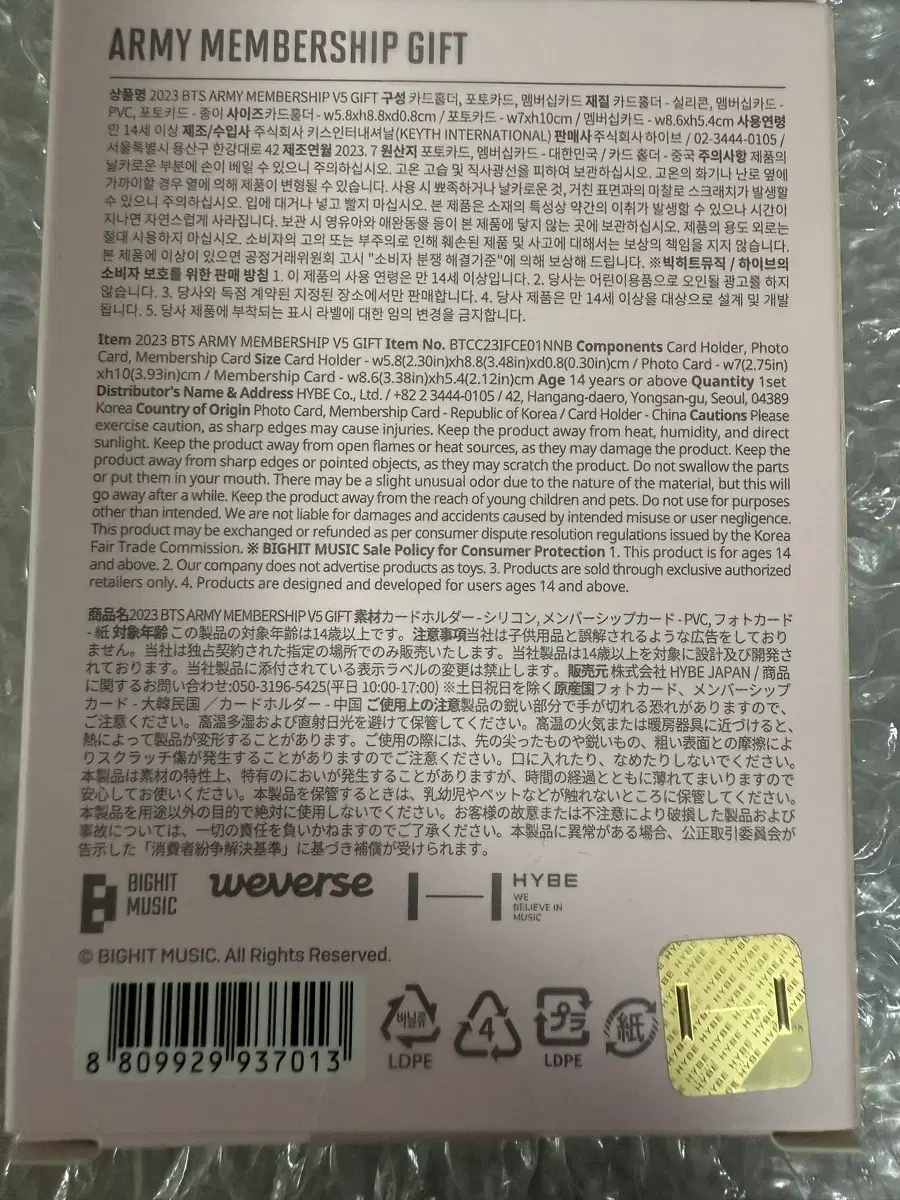 ARMY MEMBERSHIP GIFT
상품명 2023 BTS ARMY MEMBERSHIP V5 GIFT 구성 카드홀더, 포토카드, 멤버십카드 재질 카드홀더 - 실리콘, 멤버십카드 -
PVC, 포토카드 - 종이 사이즈 카드홀더 - w5.8xh8.8xd0.8cm / 포토카드 - w7xh10cm / 멤버십카드 - w8.6xh5.4cm 사용연령
만 14세 이상 제조/수입사 주식회사 키스인터내셔널(KEYTH INTERNATIONAL) 판매사 주식회사 하이브 / 02-3444-0105 /
서울특별시 용산구 한강대로 42 제조연월 2023. 7 원산지 포토카드, 멤버십카드 - 대한민국 / 카드 홀더 - 중국 주의사항 제품의
날카로운 부분에 손이 베일 수 있으니 주의하십시오. 고온 고습 및 직사광선을 피하여 보관하십시오. 고온의 화기나 난로 옆에
가까이할 경우 열에 의해 제품이 변형될 수 있습니다. 사용 시 뾰족하거나 날카로운 것, 거친 표면과의 마찰로 스크래치가 발생할
수 있으니 주의하십시오. 입에 대거나 넣고 빨지 마십시오. 본 제품은 소재의 특성상 약간의 이취가 발생할 수 있으나 시간이
지나면 자연스럽게 사라집니다. 보관 시 영유아와 애완동물 등이 본 제품에 닿지 않는 곳에 보관하십시오. 제품의 용도 외로는
절대 사용하지 마십시오. 소비자의 고의 또는 부주의로 인해 훼손된 제품 및 사고에 대해서는 보상의 책임을 지지 않습니다.
본 제품에 이상이 있으면 공정거래위원회 고시 "소비자 분쟁 해결기준"에 의해 보상해 드립니다. ※빅히트뮤직 / 하이브의
소비자 보호를 위한 판매 방침 1. 이 제품의 사용 연령은 만 14세 이상입니다. 2. 당사는 어린이용품으로 오인될 광고를 하지
않습니다. 3. 당사와 독점 계약된 지정된 장소에서만 판매합니다. 4. 당사 제품은 만 14세 이상을 대상으로 설계 및 개발
됩니다. 5. 당사 제품에 부착되는 표시 라벨에 대한 임의 변경을 금지합니다.
Item 2023 BTS ARMY MEMBERSHIP V5 GIFT Item No. BTCC23IFCE01NNB Components Card Holder, Photo
Card, Membership Card Size Card Holder - w5.8(2.30in)xh8.8(3.48in)xd0.8(0.30in)cm / Photo Card - w7(2.75in)
xh10(3.93in)cm / Membership Card - w8.6(3.38in)xh5.4(2.12in)cm Age 14 years or above Quantity 1set
Distributor's Name & Address HYBE Co., Ltd. / +82 2 3444-0105 / 42, Hangang-daero, Yongsan-gu, Seoul, 04389
Korea Country of Origin Photo Card, Membership Card - Republic of Korea / Card Holder - China Cautions Please
exercise caution, as sharp edges may cause injuries. Keep the product away from heat, humidity, and direct
sunlight. Keep the product away from open flames or heat sources, as they may damage the product. Keep the
product away from sharp edges or pointed objects, as they may scratch the product. Do not swallow the parts
or put them in your mouth. There may be a slight unusual odor due to the nature of the material, but this will
go away after a while. Keep the product away from the reach of young children and pets. Do not use for purposes
other than intended. We are not liable for damages and accidents caused by intended misuse or user negligence.
This product may be exchanged or refunded as per consumer dispute resolution regulations issued by the Korea
Fair Trade Commission. ※ BIGHIT MUSIC Sale Policy for Consumer Protection 1. This product is for ages 14
and above. 2. Our company does not advertise products as toys. 3. Products are sold through exclusive authorized
retailers only. 4. Products are designed and developed for users ages 14 and above.
商品名2023 BTS ARMY MEMBERSHIP V5 GIFT 素材カードホルダー - シリコン, メンバーシップカード - PVC, フォトカード
- 紙 対象年齢 この製品の対象年齢は14歳以上です。注意事項当社は子供用品と誤解されるような広告をしており
ません。当社は独占契約された指定の場所でのみ販売いたします。当社製品は14歳以上を対象に設計及び開発さ
れております。当社製品に添付されている表示ラベルの変更は禁止します。販売元 株式会社 HYBE JAPAN / 商品
に関するお問い合わせ:050-3196-5425(平日 10:00-17:00) ※土日祝日を除く原産国フォトカード、メンバーシップ
カード - 大韓民国 ／カードホルダー - 中国 ご使用上の注意製品の鋭い部分で手が切れる恐れがありますので、
ご注意ください。高温多湿および直射日光を避けて保管してください。高温の火気または暖房器具に近づけると、
熱によって製品が変形することがあります。ご使用の際には、先の尖ったものや鋭いもの、粗い表面との摩擦によ
りスクラッチ傷が発生することがありますのでご注意ください。口に入れたり、なめたりしないでください。
本製品は素材の特性上、特有のにおいが発生することがありますが、時間の経過とともに薄れてまいりますので
安心してお使いください。本製品を保管するときは、乳幼児やペットなどが触れないところに保管してください。
本製品を用途以外の目的で絶対に使用しないでください。お客様の故意または不注意により破損した製品および
事故については、一切の責任を負いかねますのでご了承ください。本製品に異常がある場合、公正取引委員会が
告示した「消費者紛争解決基準」に基づき補償が受けられます。
BIGHIT MUSIC weverse HYBE
WE BELIEVE IN MUSIC
© BIGHIT MUSIC. All Rights Reserved.
8 809929 937013
비닐류 LDPE 4 プラ LDPE 紙
HYBE HYBE HYBE